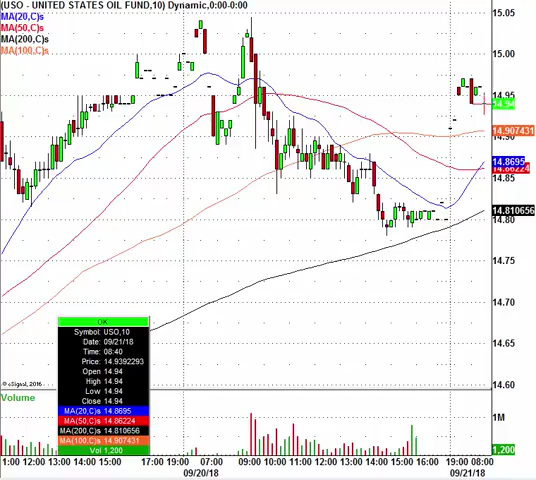 (USO - UNITED STATES OIL FUND,10) Dynamic,0:00-0:00
MA(20,C)s
MA(50,C)s
MA(200,C)s
MA(100,C)s
15.05
15.00
14.95
14.94
14.907431
14.8695
14.86224
14.85
14.810656
14.80
14.75
14.70
14.65
14.60
OK
Symbol: USO,10
Date: 09/21/18
Time: 08:40
Price: 14.9392293
Open 14.94
High 14.94
Low 14.94
Close 14.94
MA(20,C)s 14.8695
MA(50,C)s 14.86224
MA(200,C)s 14.810656
MA(100,C)s 14.907431
Vol 1,200
© eSignal, 2016
Volume
1M
1,200
1:00 12:00 13:00 14:00 15:00 16:00 17:00 19:00 07:00 09:00 10:00 11:00 12:00 13:00 14:00 15:00 16:00 19:00 08:00
09/20/18 09/21/18